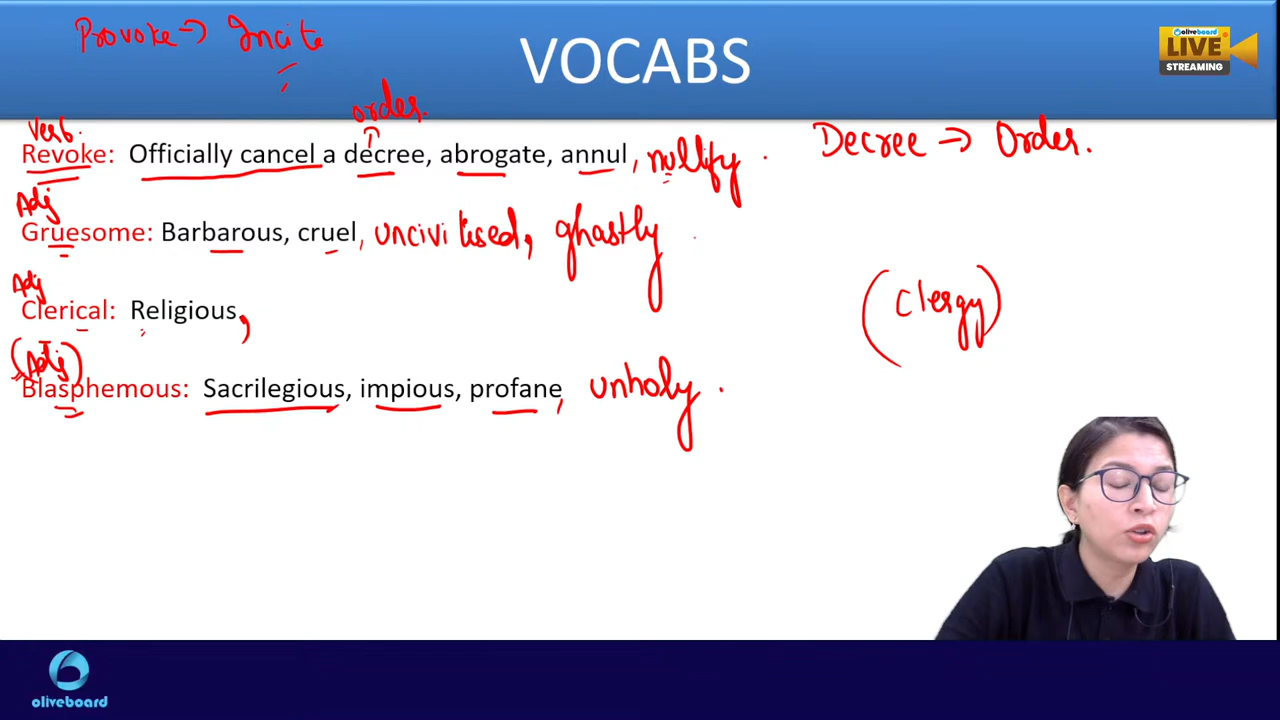 Provoke → Incite
VOCABS
oliveboard
LIVE
STREAMING
order.
Verb.
Revoke: Officially cancel a decree, abrogate, annul, nullify.
Decree → Order.
Adj
Gruesome: Barbarous, cruel, uncivilised, ghastly
Adj
Clerical: Religious,
(Clergy)
(Adj)
Blasphemous: Sacrilegious, impious, profane, unholy.
oliveboard